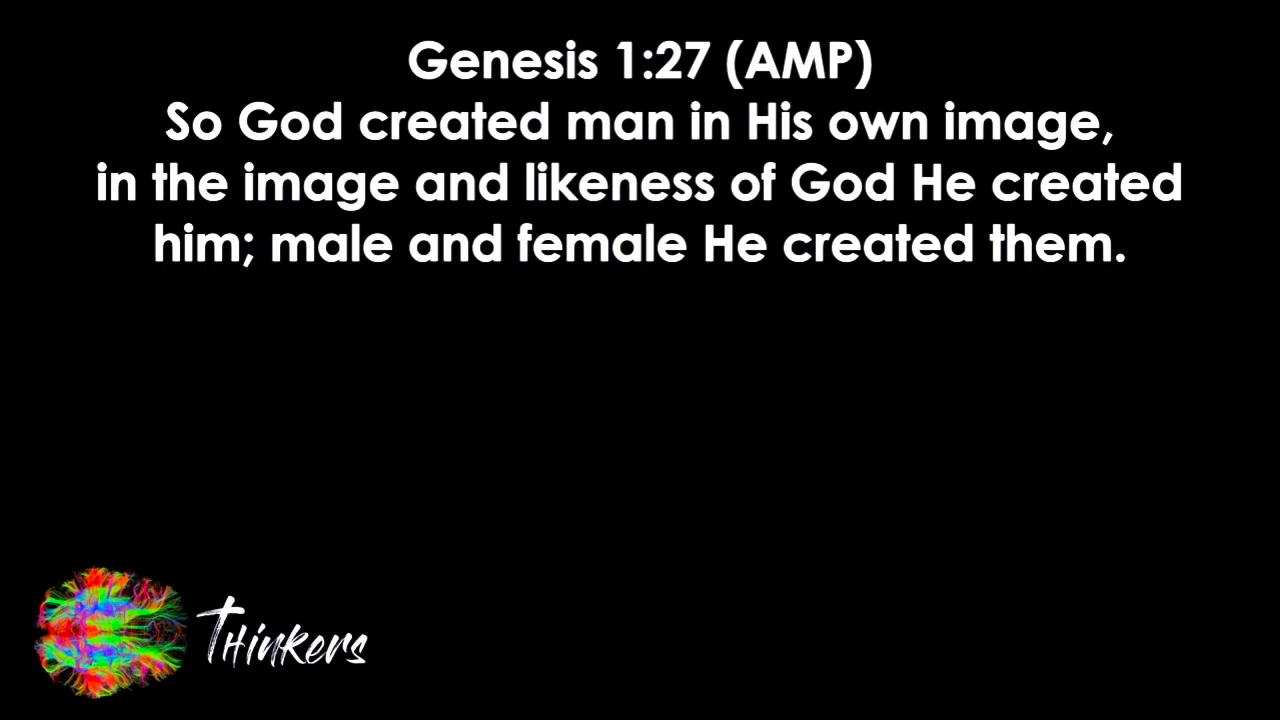 Genesis 1:27 (AMP)
So God created man in His own image,
in the image and likeness of God He created
him; male and female He created them.
THinkers